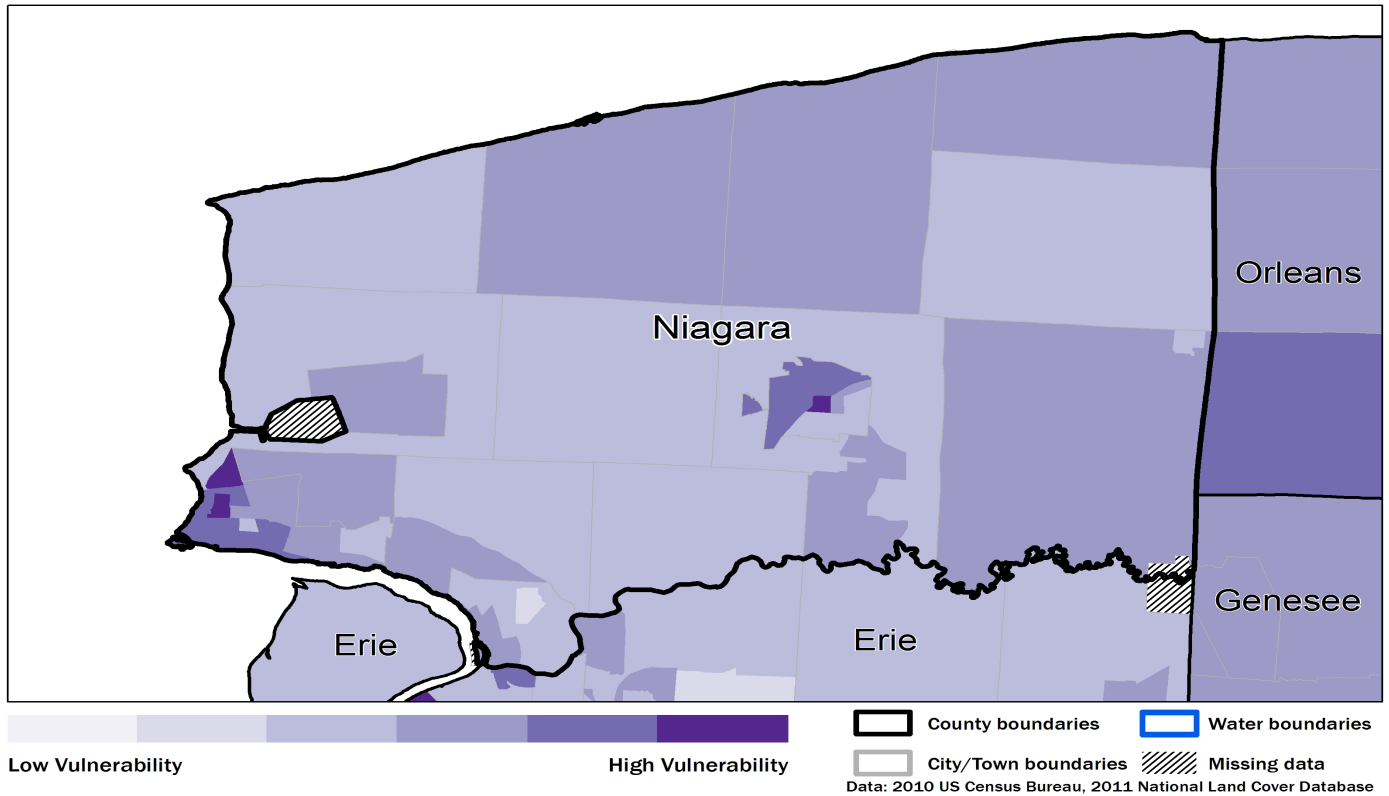 Orleans
Niagara
Genesee
Erie
Erie
Low Vulnerability
High Vulnerability
County boundaries
Water boundaries
City/Town boundaries
Missing data
Data: 2010 US Census Bureau, 2011 National Land Cover Database